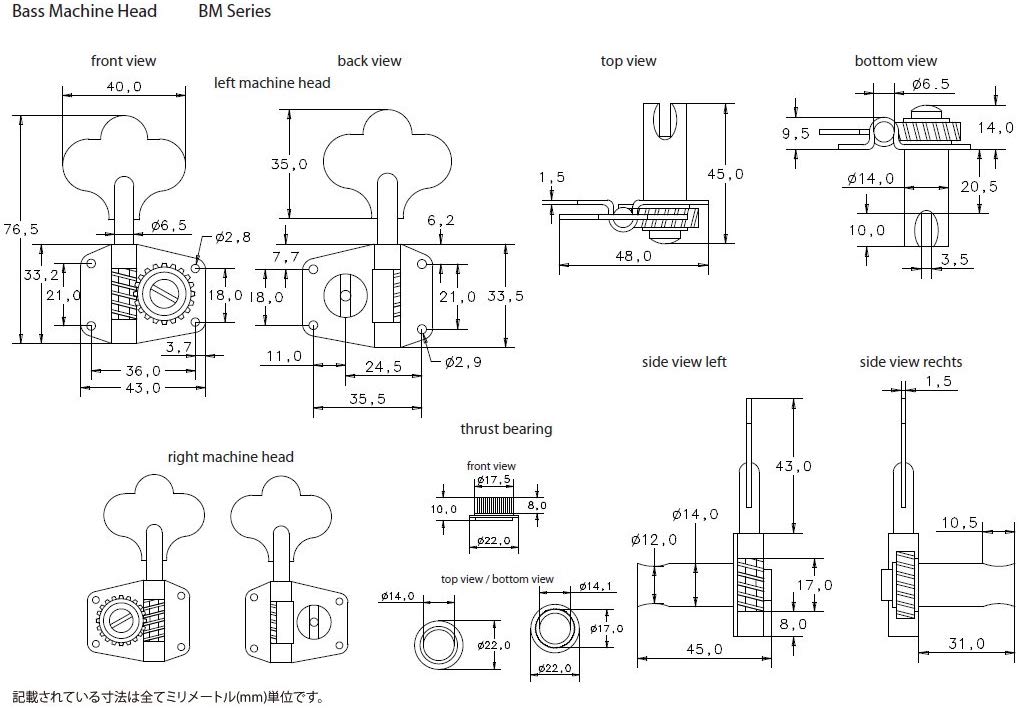 Bass Machine Head BM Series
front view
left machine head
back view
top view
bottom view
40,0
76,5
ø6,5
ø2,8
33,2
21,0
18,0
3,7
36,0
43,0
35,0
6,2
7,7
18,0
21,0
33,5
11,0
24,5
ø2,9
35,5
1,5
45,0
48,0
ø6.5
9,5
14,0
ø14,0
20,5
10,0
3,5
side view left
side view rechts
43,0
ø14,0
ø12,0
17,0
8,0
45,0
1,5
10,5
31,0
right machine head
thrust bearing
front view
ø17,5
10,0
8,0
ø22,0
top view / bottom view
ø14,0
ø22,0
ø14,1
ø17,0
ø22,0
記載されている寸法は全てミリメートル(mm)単位です。